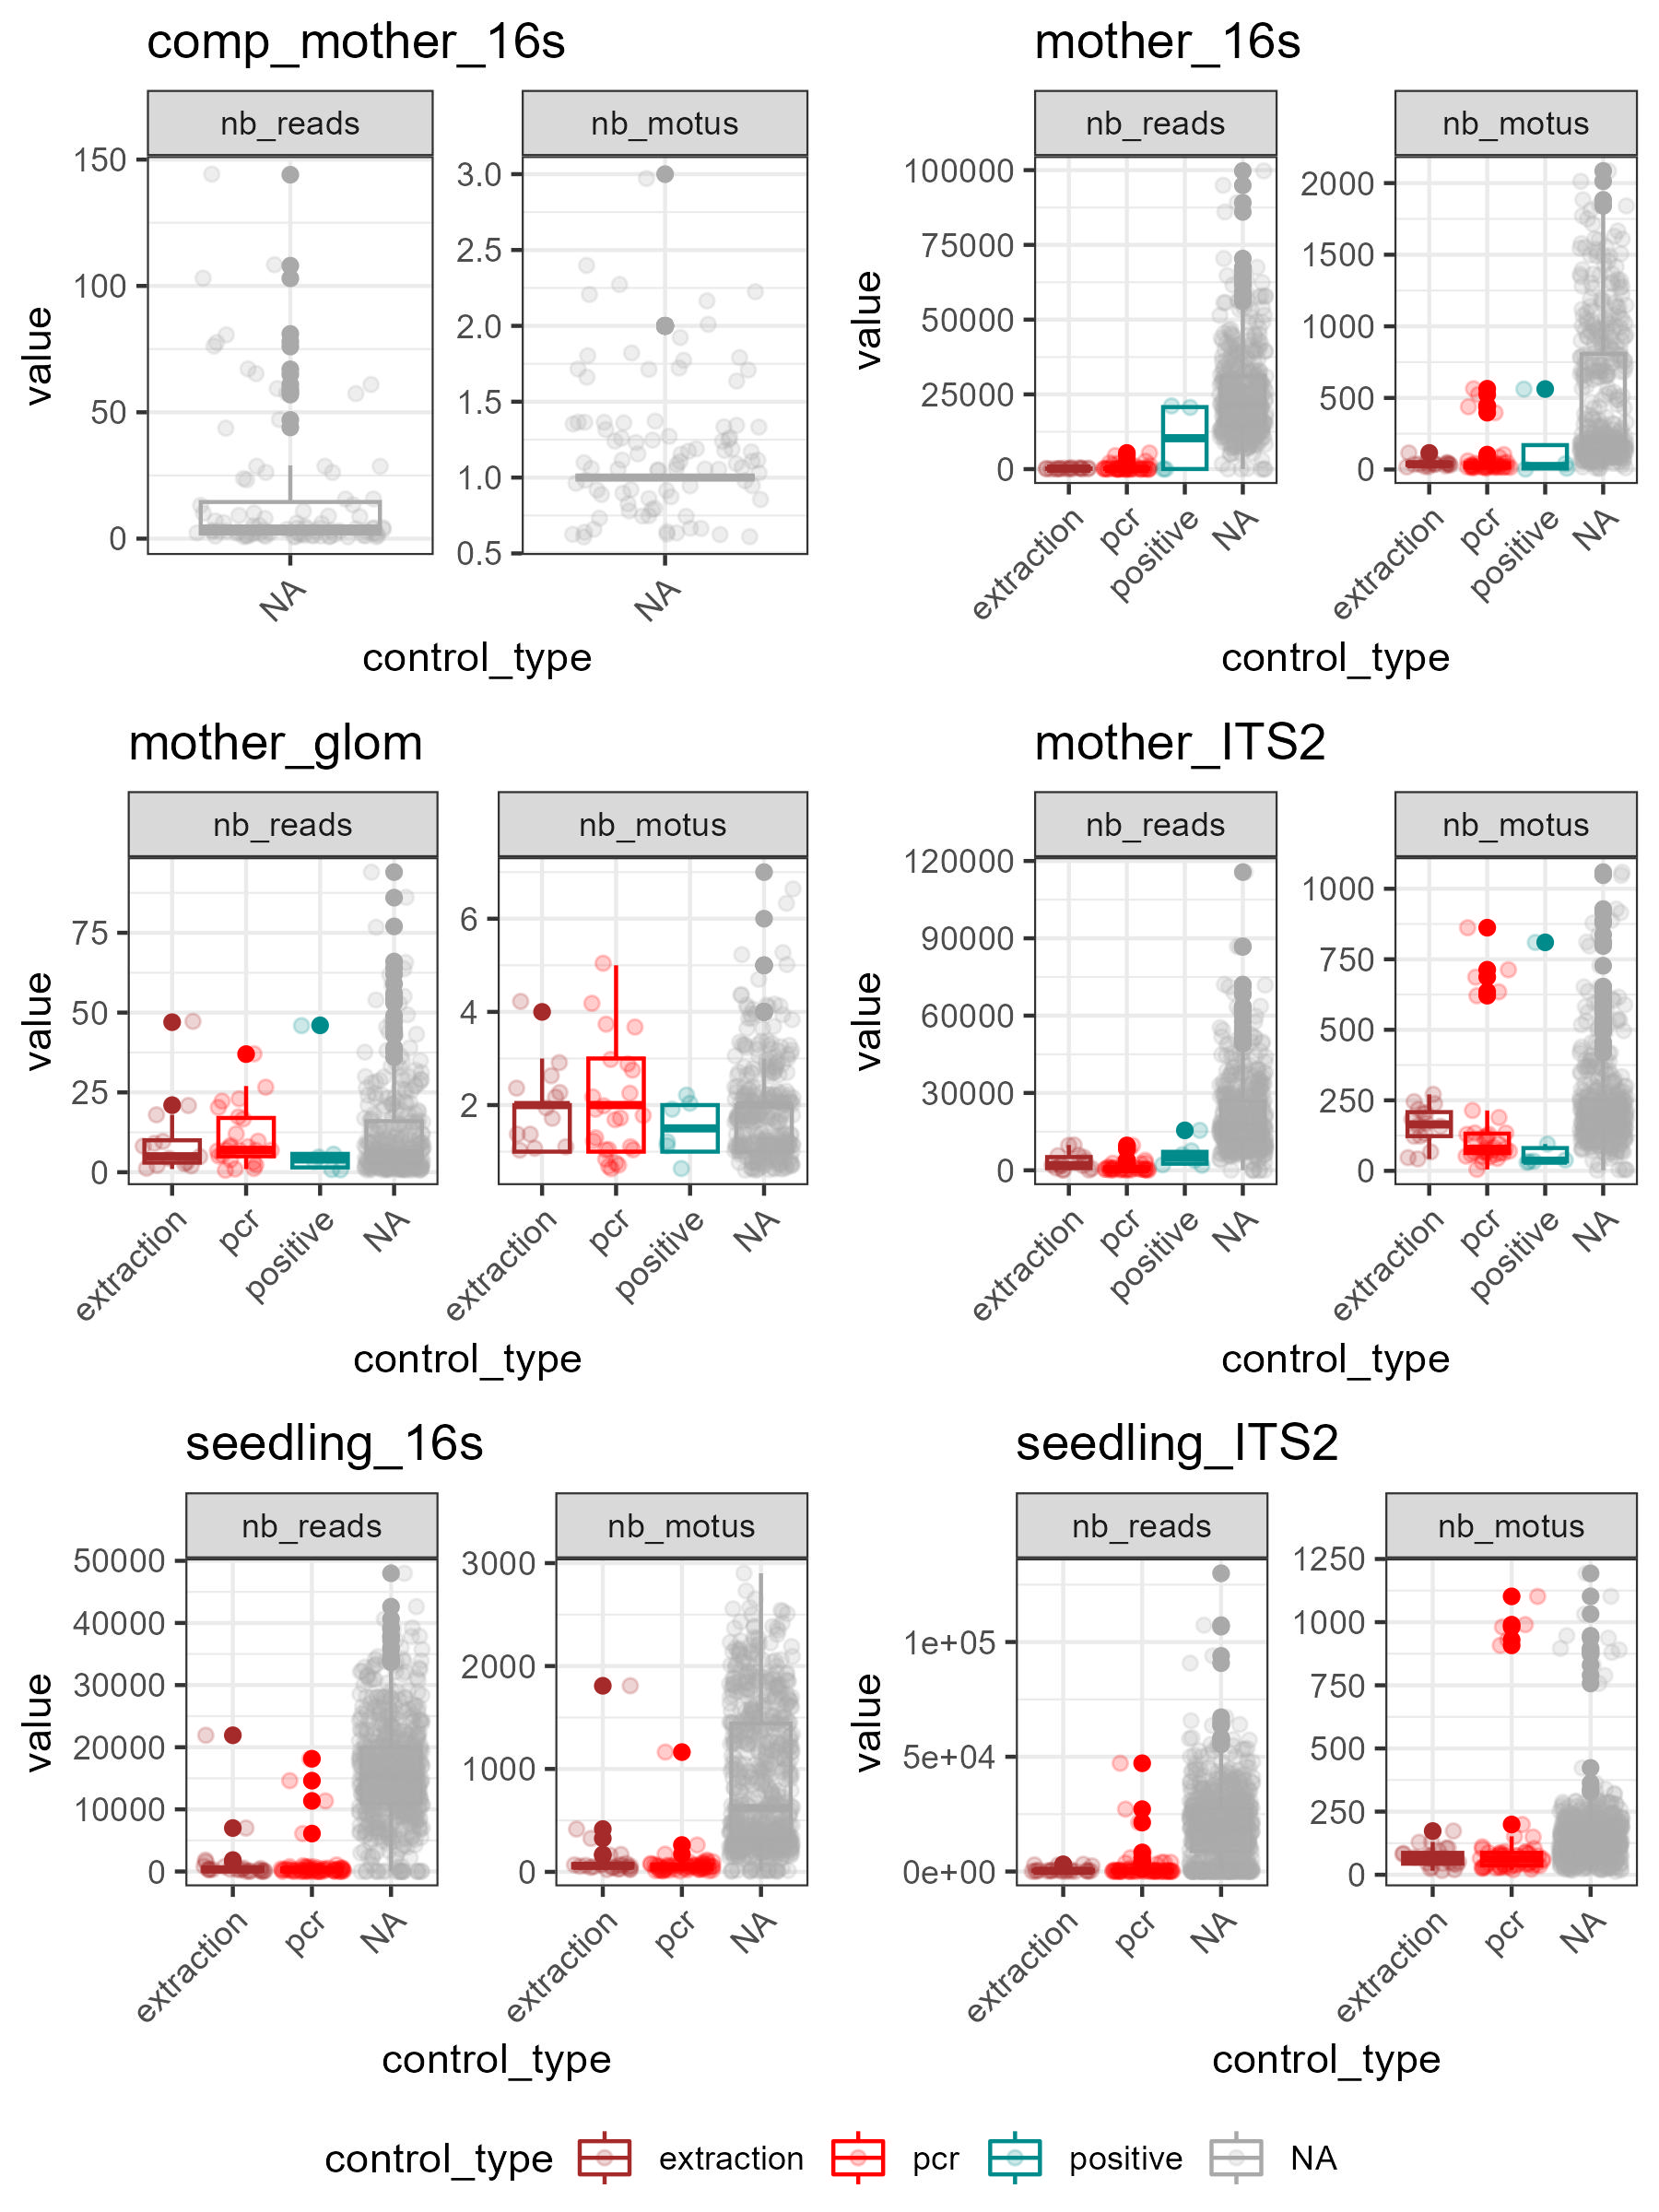 comp_mother_16s
nb_reads
nb_motus
value
150
100
50
0
3.0
2.5
2.0
1.5
1.0
0.5
NA
NA
control_type
mother_16s
nb_reads
nb_motus
value
100000
75000
50000
25000
0
2000
1500
1000
500
0
extraction
pcr
positive
NA
extraction
pcr
positive
NA
control_type
mother_glom
nb_reads
nb_motus
value
75
50
25
0
6
4
2
extraction
pcr
positive
NA
extraction
pcr
positive
NA
control_type
mother_ITS2
nb_reads
nb_motus
value
120000
90000
60000
30000
0
1000
750
500
250
0
extraction
pcr
positive
NA
extraction
pcr
positive
NA
control_type
seedling_16s
nb_reads
nb_motus
value
50000
40000
30000
20000
10000
0
3000
2000
1000
0
extraction
pcr
NA
extraction
pcr
NA
control_type
seedling_ITS2
nb_reads
nb_motus
value
1e+05
5e+04
0e+00
1250
1000
750
500
250
0
extraction
pcr
NA
extraction
pcr
NA
control_type
control_type extraction pcr positive NA